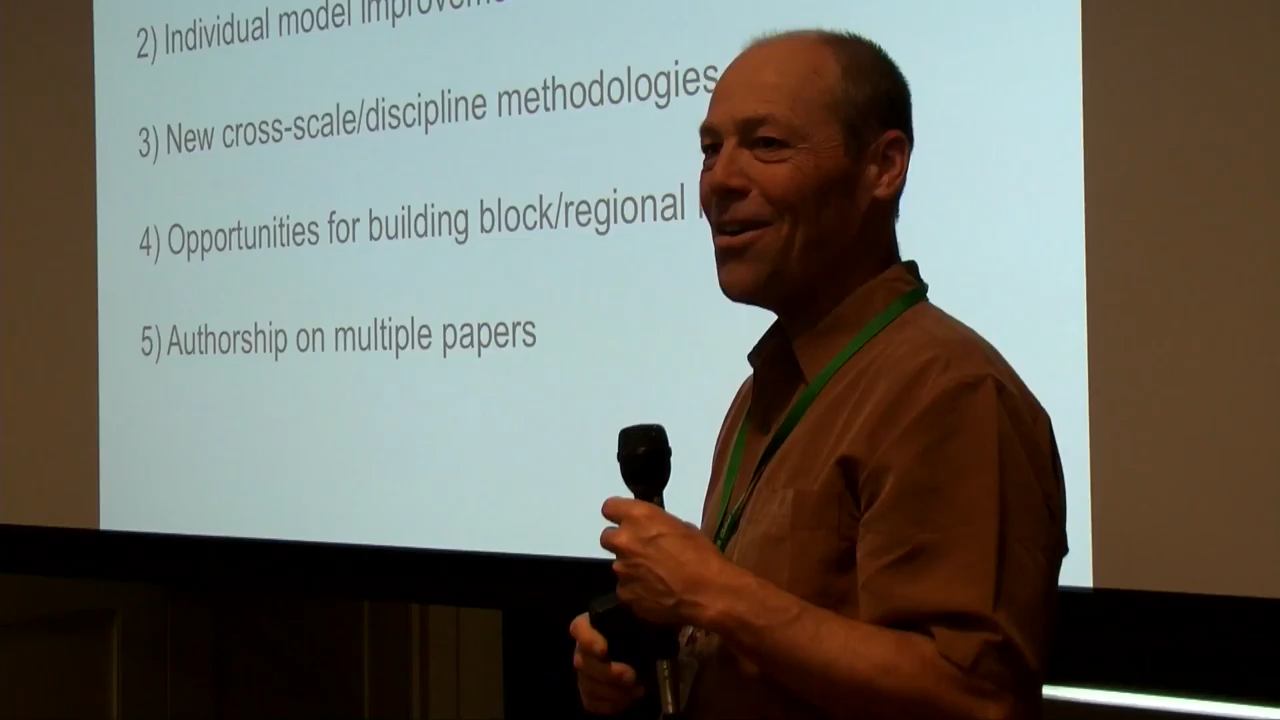 2) Individual model
3) New cross-scale/discipline methodologies
4) Opportunities for building block/regional
5) Authorship on multiple papers